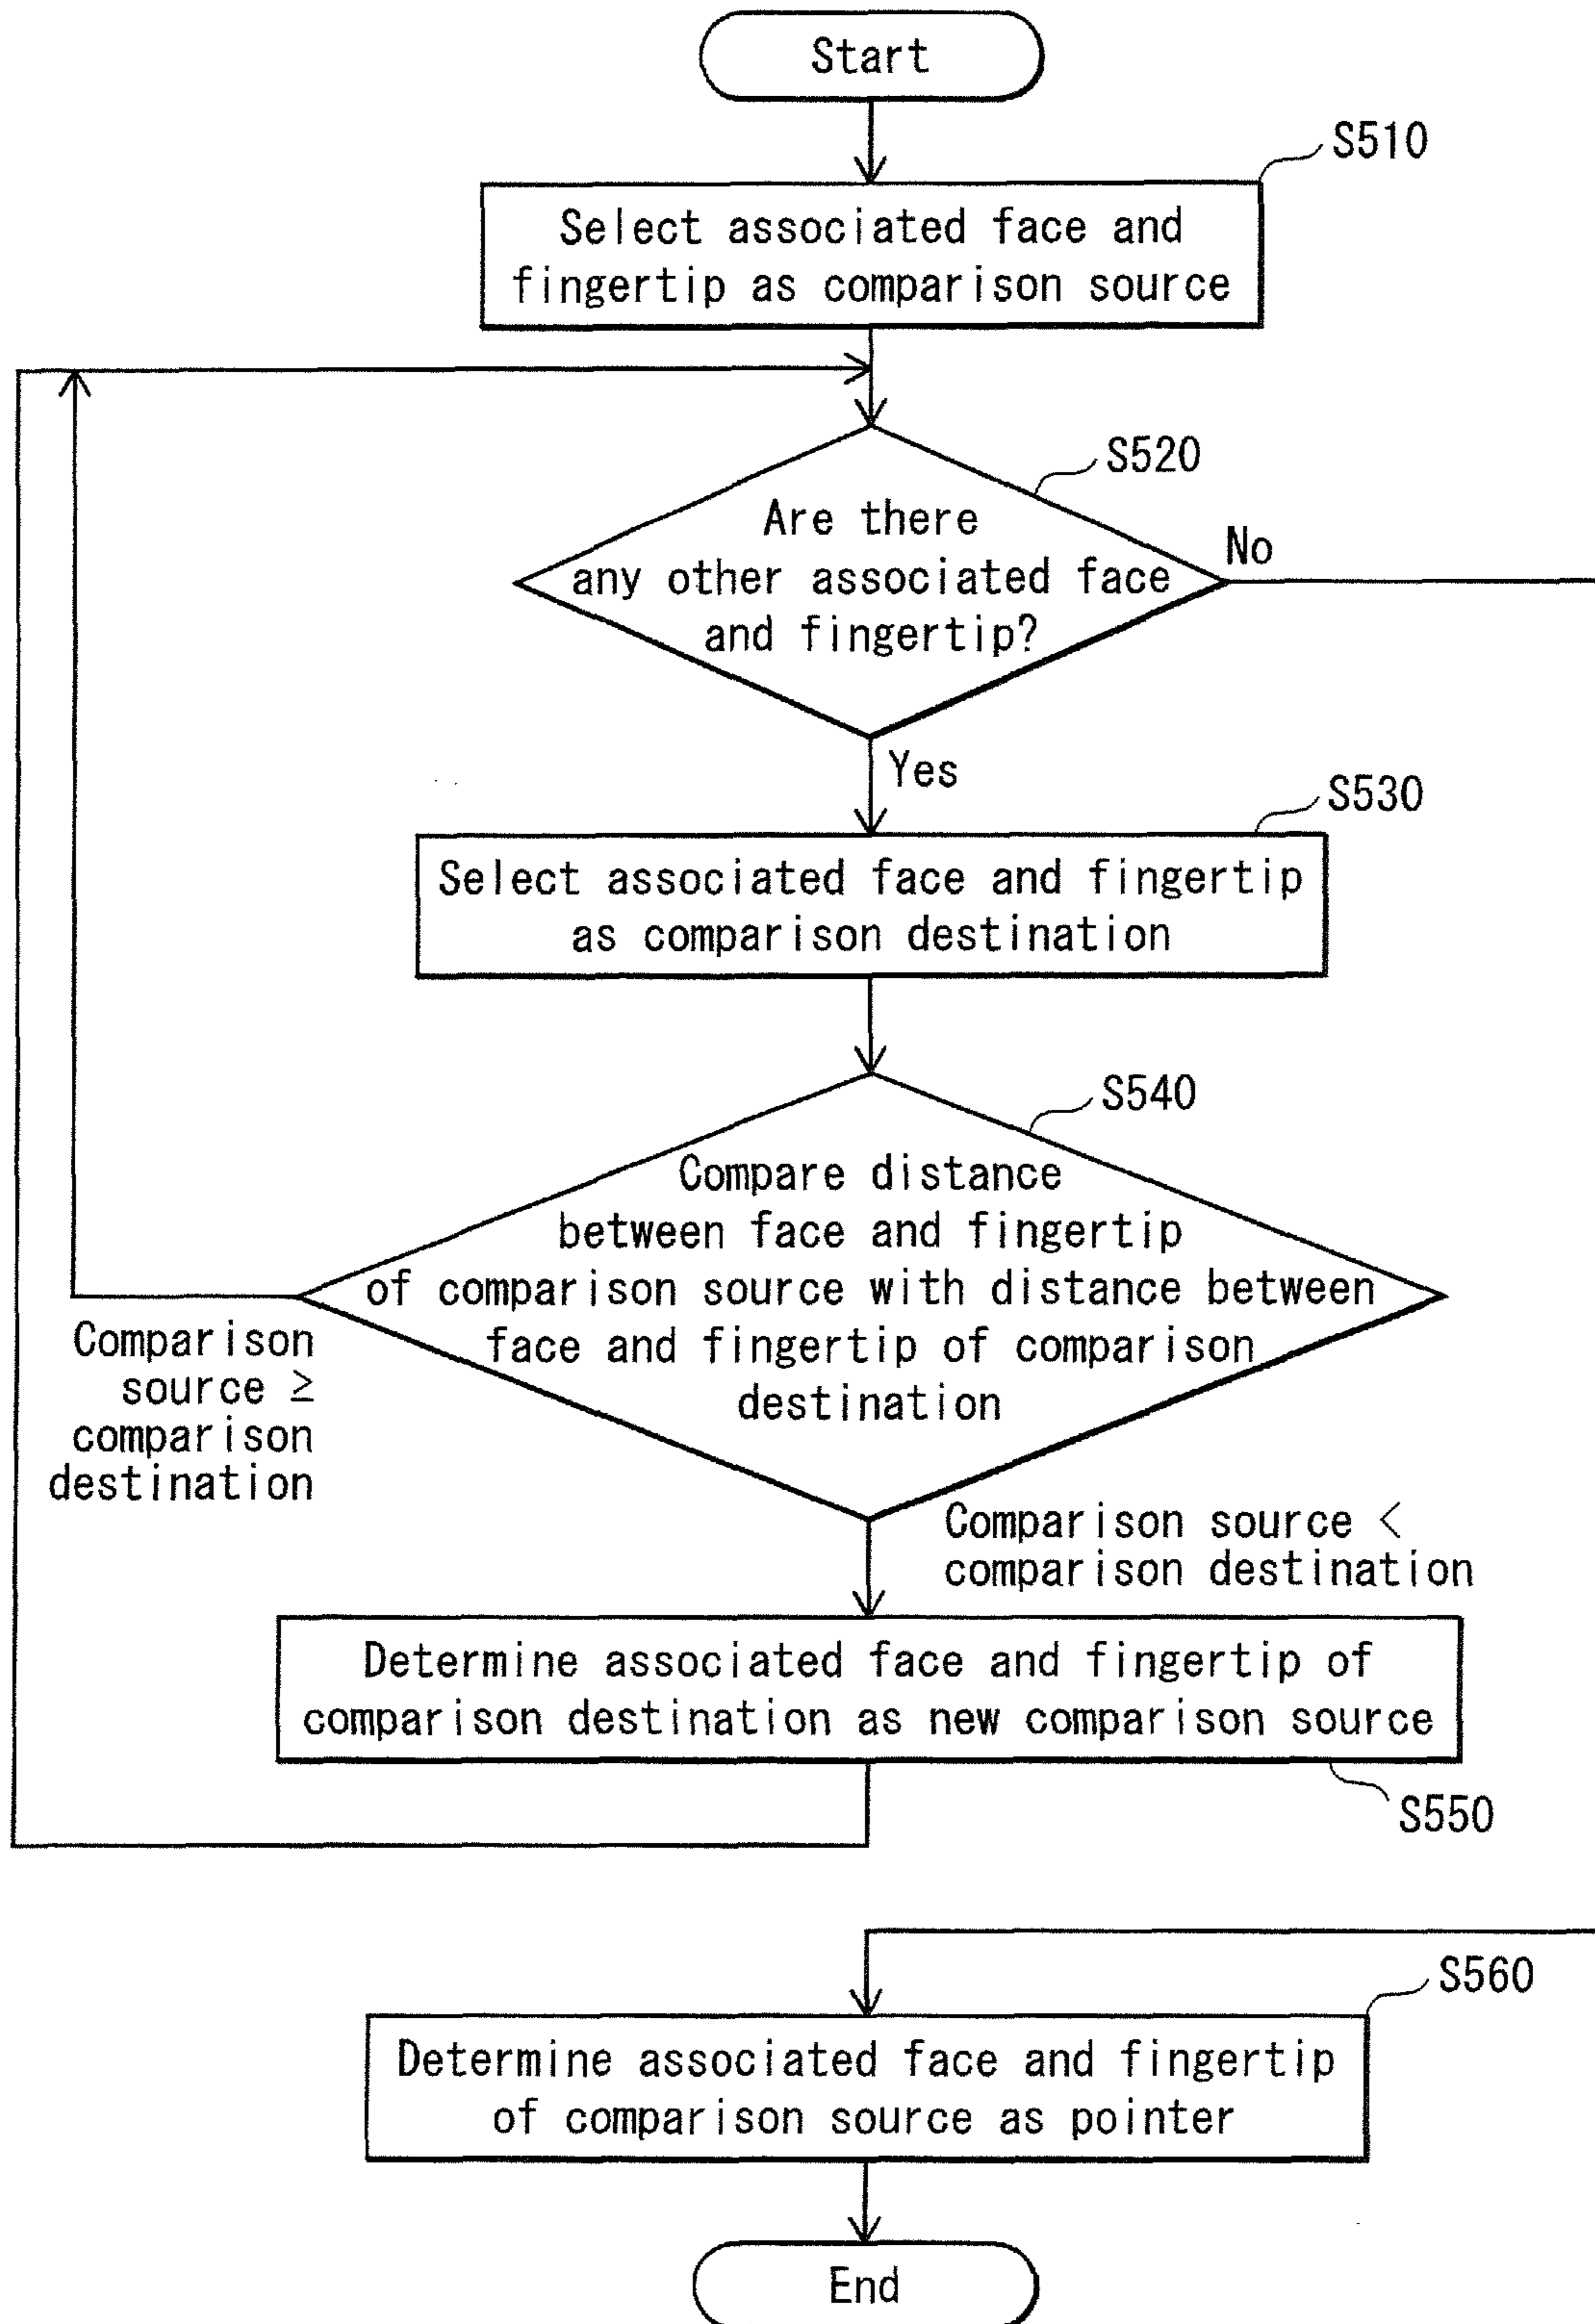 Start
S510
Select associated face and
fingertip as comparison source
S520
Are there
any other associated face
and fingertip?
No
Yes
S530
Select associated face and fingertip
as comparison destination
S540
Compare distance
between face and fingertip
of comparison source with distance between
face and fingertip of comparison
destination
Comparison
source ≥
comparison
destination
Comparison source <
comparison destination
Determine associated face and fingertip of
comparison destination as new comparison source
S550
S560
Determine associated face and fingertip
of comparison source as pointer
End